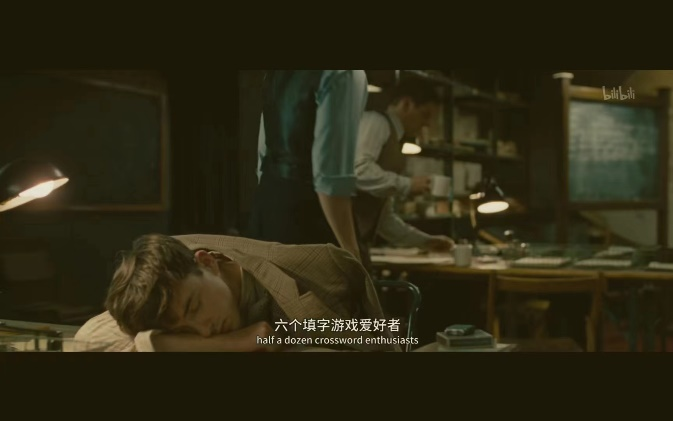 bilibili
六个填字游戏爱好者
half a dozen crossword enthusiasts